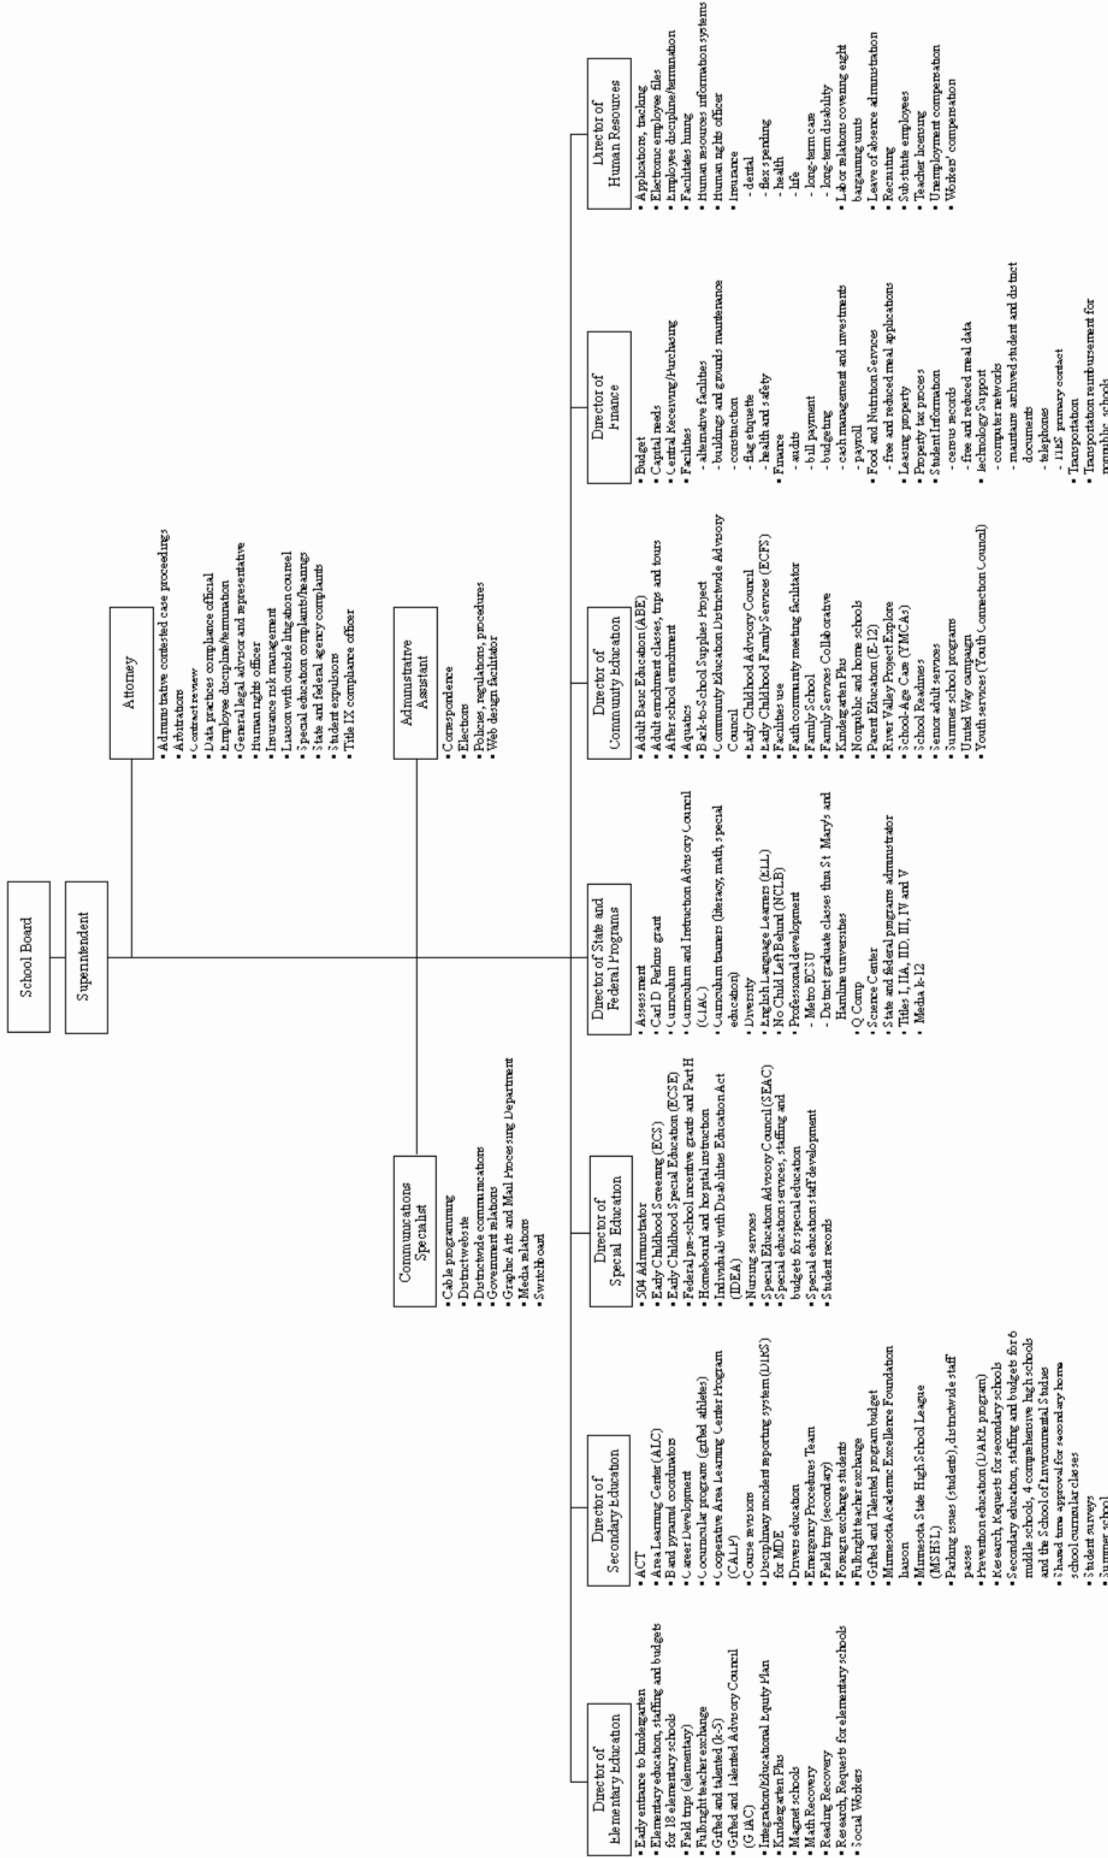 School Board
Superintendent
Attorney
▪ Administrative contested case proceedings
▪ Arbitrations
▪ Contract review
▪ Data practices compliance official
▪ Employee discipline/termination
▪ General legal advisor and representative
▪ Human rights officer
▪ Insurance risk management
▪ Liaison with outside litigation counsel
▪ Special education complaints/hearings
▪ State and federal agency complaints
▪ Student expulsions
▪ Title IX compliance officer
Communications
Specialist
▪ Cable programming
▪ District website
▪ Districtwide communications
▪ Government relations
▪ Graphic Arts and Mail Processing Department
▪ Media relations
▪ Switchboard
Administrative
Assistant
▪ Correspondence
▪ Elections
▪ Policies, regulations, procedures
▪ Web design facilitator
Director of
Elementary Education
▪ Early entrance to kindergarten
▪ Elementary education, staffing and budgets
for 18 elementary schools
▪ Field trips (elementary)
▪ Fulbright teacher exchange
▪ Gifted and talented (k-5)
▪ Gifted and Talented Advisory Council
(GTAC)
▪ Integration/Educational Equity Plan
▪ Kindergarten Plus
▪ Magnet schools
▪ Math Recovery
▪ Reading Recovery
▪ Research, Requests for elementary schools
▪ Social Workers
Director of
Secondary Education
▪ ACT
▪ Area Learning Center (ALC)
▪ Band pyramid coordinators
▪ Career Development
▪ Cocurricular programs (gifted athletes)
▪ Cooperative Area Learning Center Program
(CALP)
▪ Course revisions
▪ Disciplinary incident reporting system (DIRS)
for MDE
▪ Drivers education
▪ Emergency Procedures Team
▪ Field trips (secondary)
▪ Foreign exchange students
▪ Fulbright teacher exchange
▪ Gifted and Talented program budget
▪ Minnesota Academic Excellence Foundation
liaison
▪ Minnesota State High School League
(MSHSL)
▪ Parking issues (students), districtwide staff
passes
▪ Prevention education (DARE program)
▪ Research, Requests for secondary schools
▪ Secondary education, staffing and budgets for 6
middle schools, 4 comprehensive high schools
and the School of Environmental Studies
▪ Shared time approval for secondary home
school curricular classes
▪ Student surveys
▪ Summer school
Director of
Special Education
▪ 504 Administrator
▪ Early Childhood Screening (ECS)
▪ Early Childhood Special Education (ECSE)
▪ Federal pre-school incentive grants and Part H
▪ Homebound and hospital instruction
▪ Individuals with Disabilities Education Act
(IDEA)
▪ Nursing services
▪ Special Education Advisory Council (SEAC)
▪ Special education services, staffing and
budgets for special education
▪ Special education staff development
▪ Student records
Director of State and
Federal Programs
▪ Assessment
▪ Carl D. Perkins grant
▪ Curriculum
▪ Curriculum and Instruction Advisory Council
(CIAC)
▪ Curriculum trainers (literacy, math, special
education)
▪ Diversity
▪ English Language Learners (ELL)
▪ No Child Left Behind (NCLB)
▪ Professional development
- Metro ECSU
- District graduate classes thru St. Mary's and
Hamline universities
▪ Q Comp
▪ Science Center
▪ State and federal programs administrator
▪ Titles I, IIA, IID, III, IV and V
▪ Media k-12
Director of
Community Education
▪ Adult Basic Education (ABE)
▪ Adult enrichment classes, trips and tours
▪ After school enrichment
▪ Aquatics
▪ Back-to-School Supplies Project
▪ Community Education Districtwide Advisory
Council
▪ Early Childhood Advisory Council
▪ Early Childhood Family Services (ECFS)
▪ Facilities use
▪ Faith community meeting facilitator
▪ Family School
▪ Family Services Collaborative
▪ Kindergarten Plus
▪ Nonpublic and home schools
▪ Parent Education (E-12)
▪ River Valley Project Explore
▪ School-Age Care (YMCAs)
▪ School Readiness
▪ Senior adult services
▪ Summer school programs
▪ United Way campaign
▪ Youth services (Youth Connection Council)
Director of
Finance
▪ Budget
▪ Capital needs
▪ Central Receiving/Purchasing
▪ Facilities
- alternative facilities
- buildings and grounds maintenance
- construction
- flag etiquette
- health and safety
▪ Finance
- audits
- bill payment
- budgeting
- cash management and investments
- payroll
▪ Food and Nutrition Services
- free and reduced meal applications
▪ Leasing property
▪ Property tax process
▪ Student Information
- census records
- free and reduced meal data
▪ Technology Support
- computer networks
- maintains archived student and district
documents
- telephones
- TIES primary contact
▪ Transportation
▪ Transportation reimbursement for
nonpublic schools
Director of
Human Resources
▪ Applications, tracking
▪ Electronic employee files
▪ Employee discipline/termination
▪ Facilitates hiring
▪ Human resources information systems
▪ Human rights officer
▪ Insurance
- dental
- flex spending
- health
- life
- long-term care
- long-term disability
▪ Labor relations covering eight
bargaining units
▪ Leave of absence administration
▪ Recruiting
▪ Substitute employees
▪ Teacher licensing
▪ Unemployment compensation
▪ Workers' compensation